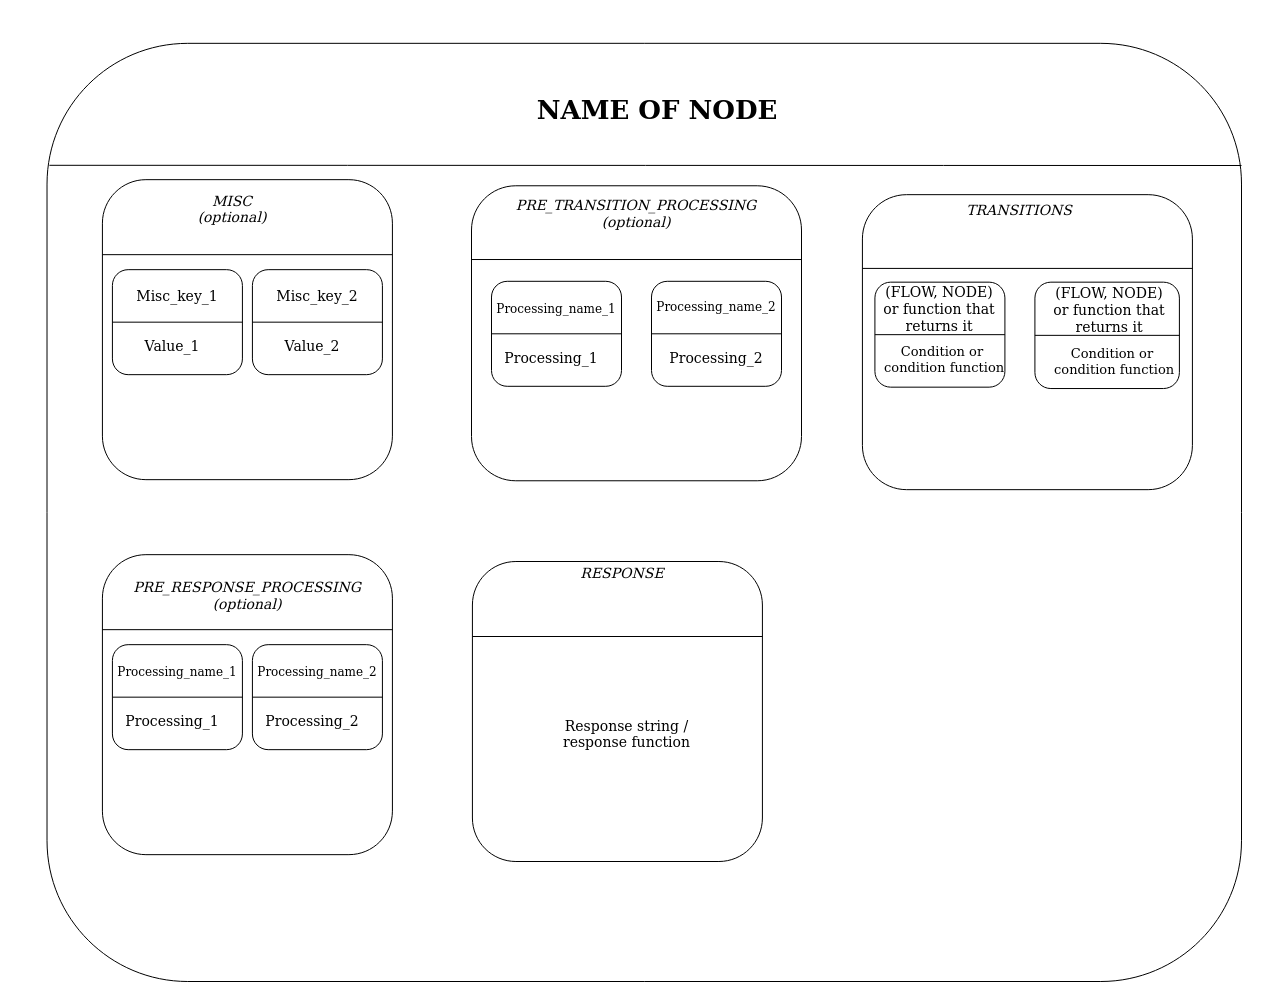 NAME OF NODE
MISC
(optional)
Misc_key_1
Value_1
Misc_key_2
Value_2
PRE_TRANSITION_PROCESSING
(optional)
Processing_name_1
Processing_1
Processing_name_2
Processing_2
TRANSITIONS
(FLOW, NODE)
or function that
returns it
Condition or
condition function
(FLOW, NODE)
or function that
returns it
Condition or
condition function
PRE_RESPONSE_PROCESSING
(optional)
Processing_name_1
Processing_1
Processing_name_2
Processing_2
RESPONSE
Response string /
response function